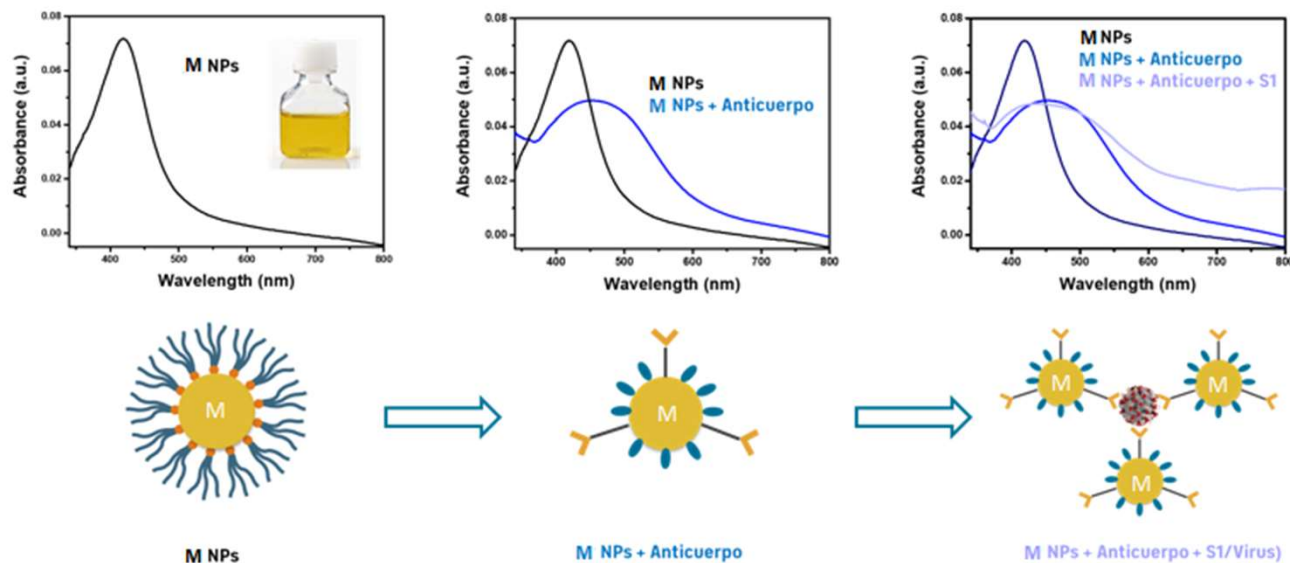 0.08
0.06
0.04
0.02
0.00
Absorbance (a.u.)
400
500
600
700
800
Wavelength (nm)
M NPs
0.08
0.06
0.04
0.02
0.00
Absorbance (a.u.)
400
500
600
700
800
Wavelength (nm)
M NPs
M NPs + Anticuerpo
0.08
0.06
0.04
0.02
0.00
Absorbance (a.u.)
400
500
600
700
800
Wavelength (nm)
M NPs
M NPs + Anticuerpo
M NPs + Anticuerpo + S1
M
M
M
M
M
M NPs
M NPs + Anticuerpo
M NPs + Anticuerpo + S1/Virus)